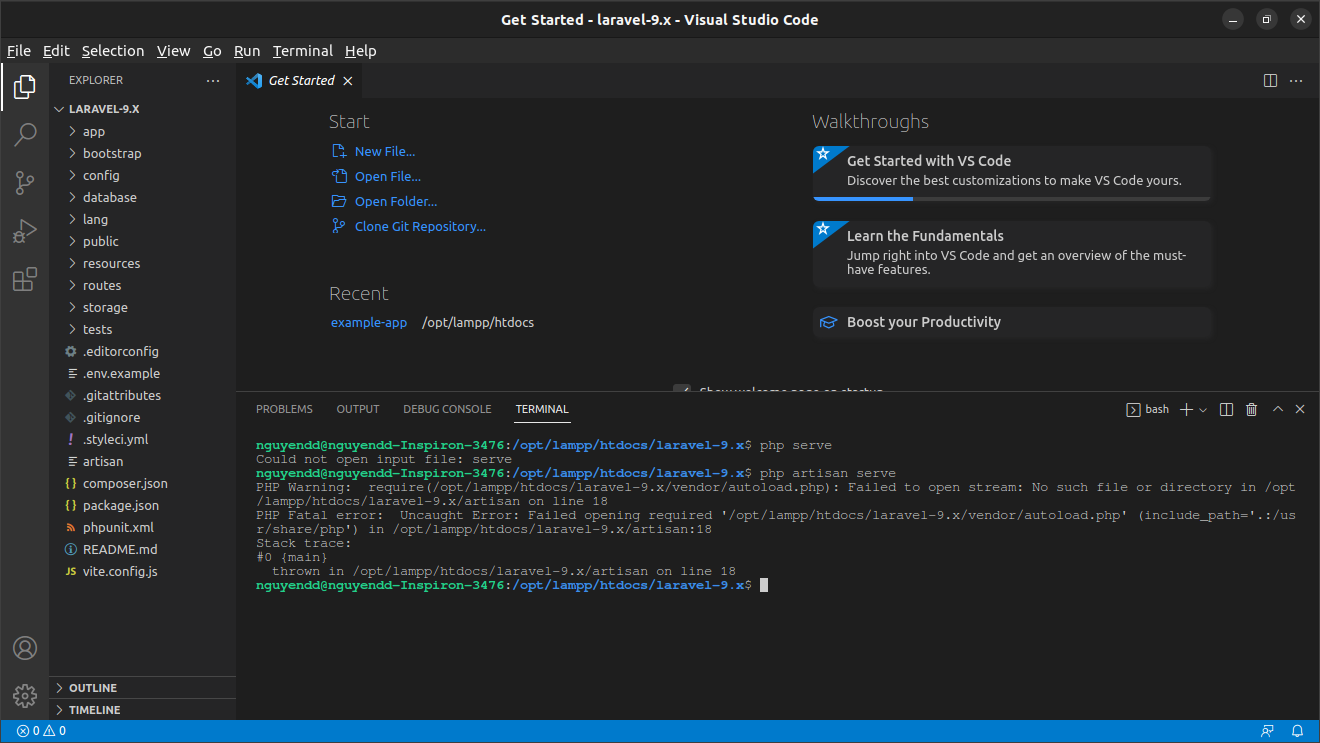 Get Started - laravel-9.x - Visual Studio Code
File Edit Selection View Go Run Terminal Help
EXPLORER
LARAVEL-9.X
app
bootstrap
config
database
lang
public
resources
routes
storage
tests
.editorconfig
.env.example
.gitattributes
.gitignore
.styleci.yml
artisan
composer.json
package.json
phpunit.xml
README.md
vite.config.js
OUTLINE
TIMELINE
Get Started
Start
New File...
Open File...
Open Folder...
Clone Git Repository...
Recent
example-app /opt/lampp/htdocs
Walkthroughs
Get Started with VS Code
Discover the best customizations to make VS Code yours.
Learn the Fundamentals
Jump right into VS Code and get an overview of the must-
have features.
Boost your Productivity
Show welcome page on startup
PROBLEMS OUTPUT DEBUG CONSOLE TERMINAL
bash
nguyendd@nguyendd-Inspiron-3476:/opt/lampp/htdocs/laravel-9.x$ php serve
Could not open input file: serve
nguyendd@nguyendd-Inspiron-3476:/opt/lampp/htdocs/laravel-9.x$ php artisan serve
PHP Warning:  require(/opt/lampp/htdocs/laravel-9.x/vendor/autoload.php): Failed to open stream: No such file or directory in /opt
/lampp/htdocs/laravel-9.x/artisan on line 18
PHP Fatal error:  Uncaught Error: Failed opening required '/opt/lampp/htdocs/laravel-9.x/vendor/autoload.php' (include_path='.:/us
r/share/php') in /opt/lampp/htdocs/laravel-9.x/artisan:18
Stack trace:
#0 {main}
  thrown in /opt/lampp/htdocs/laravel-9.x/artisan on line 18
nguyendd@nguyendd-Inspiron-3476:/opt/lampp/htdocs/laravel-9.x$
0 0